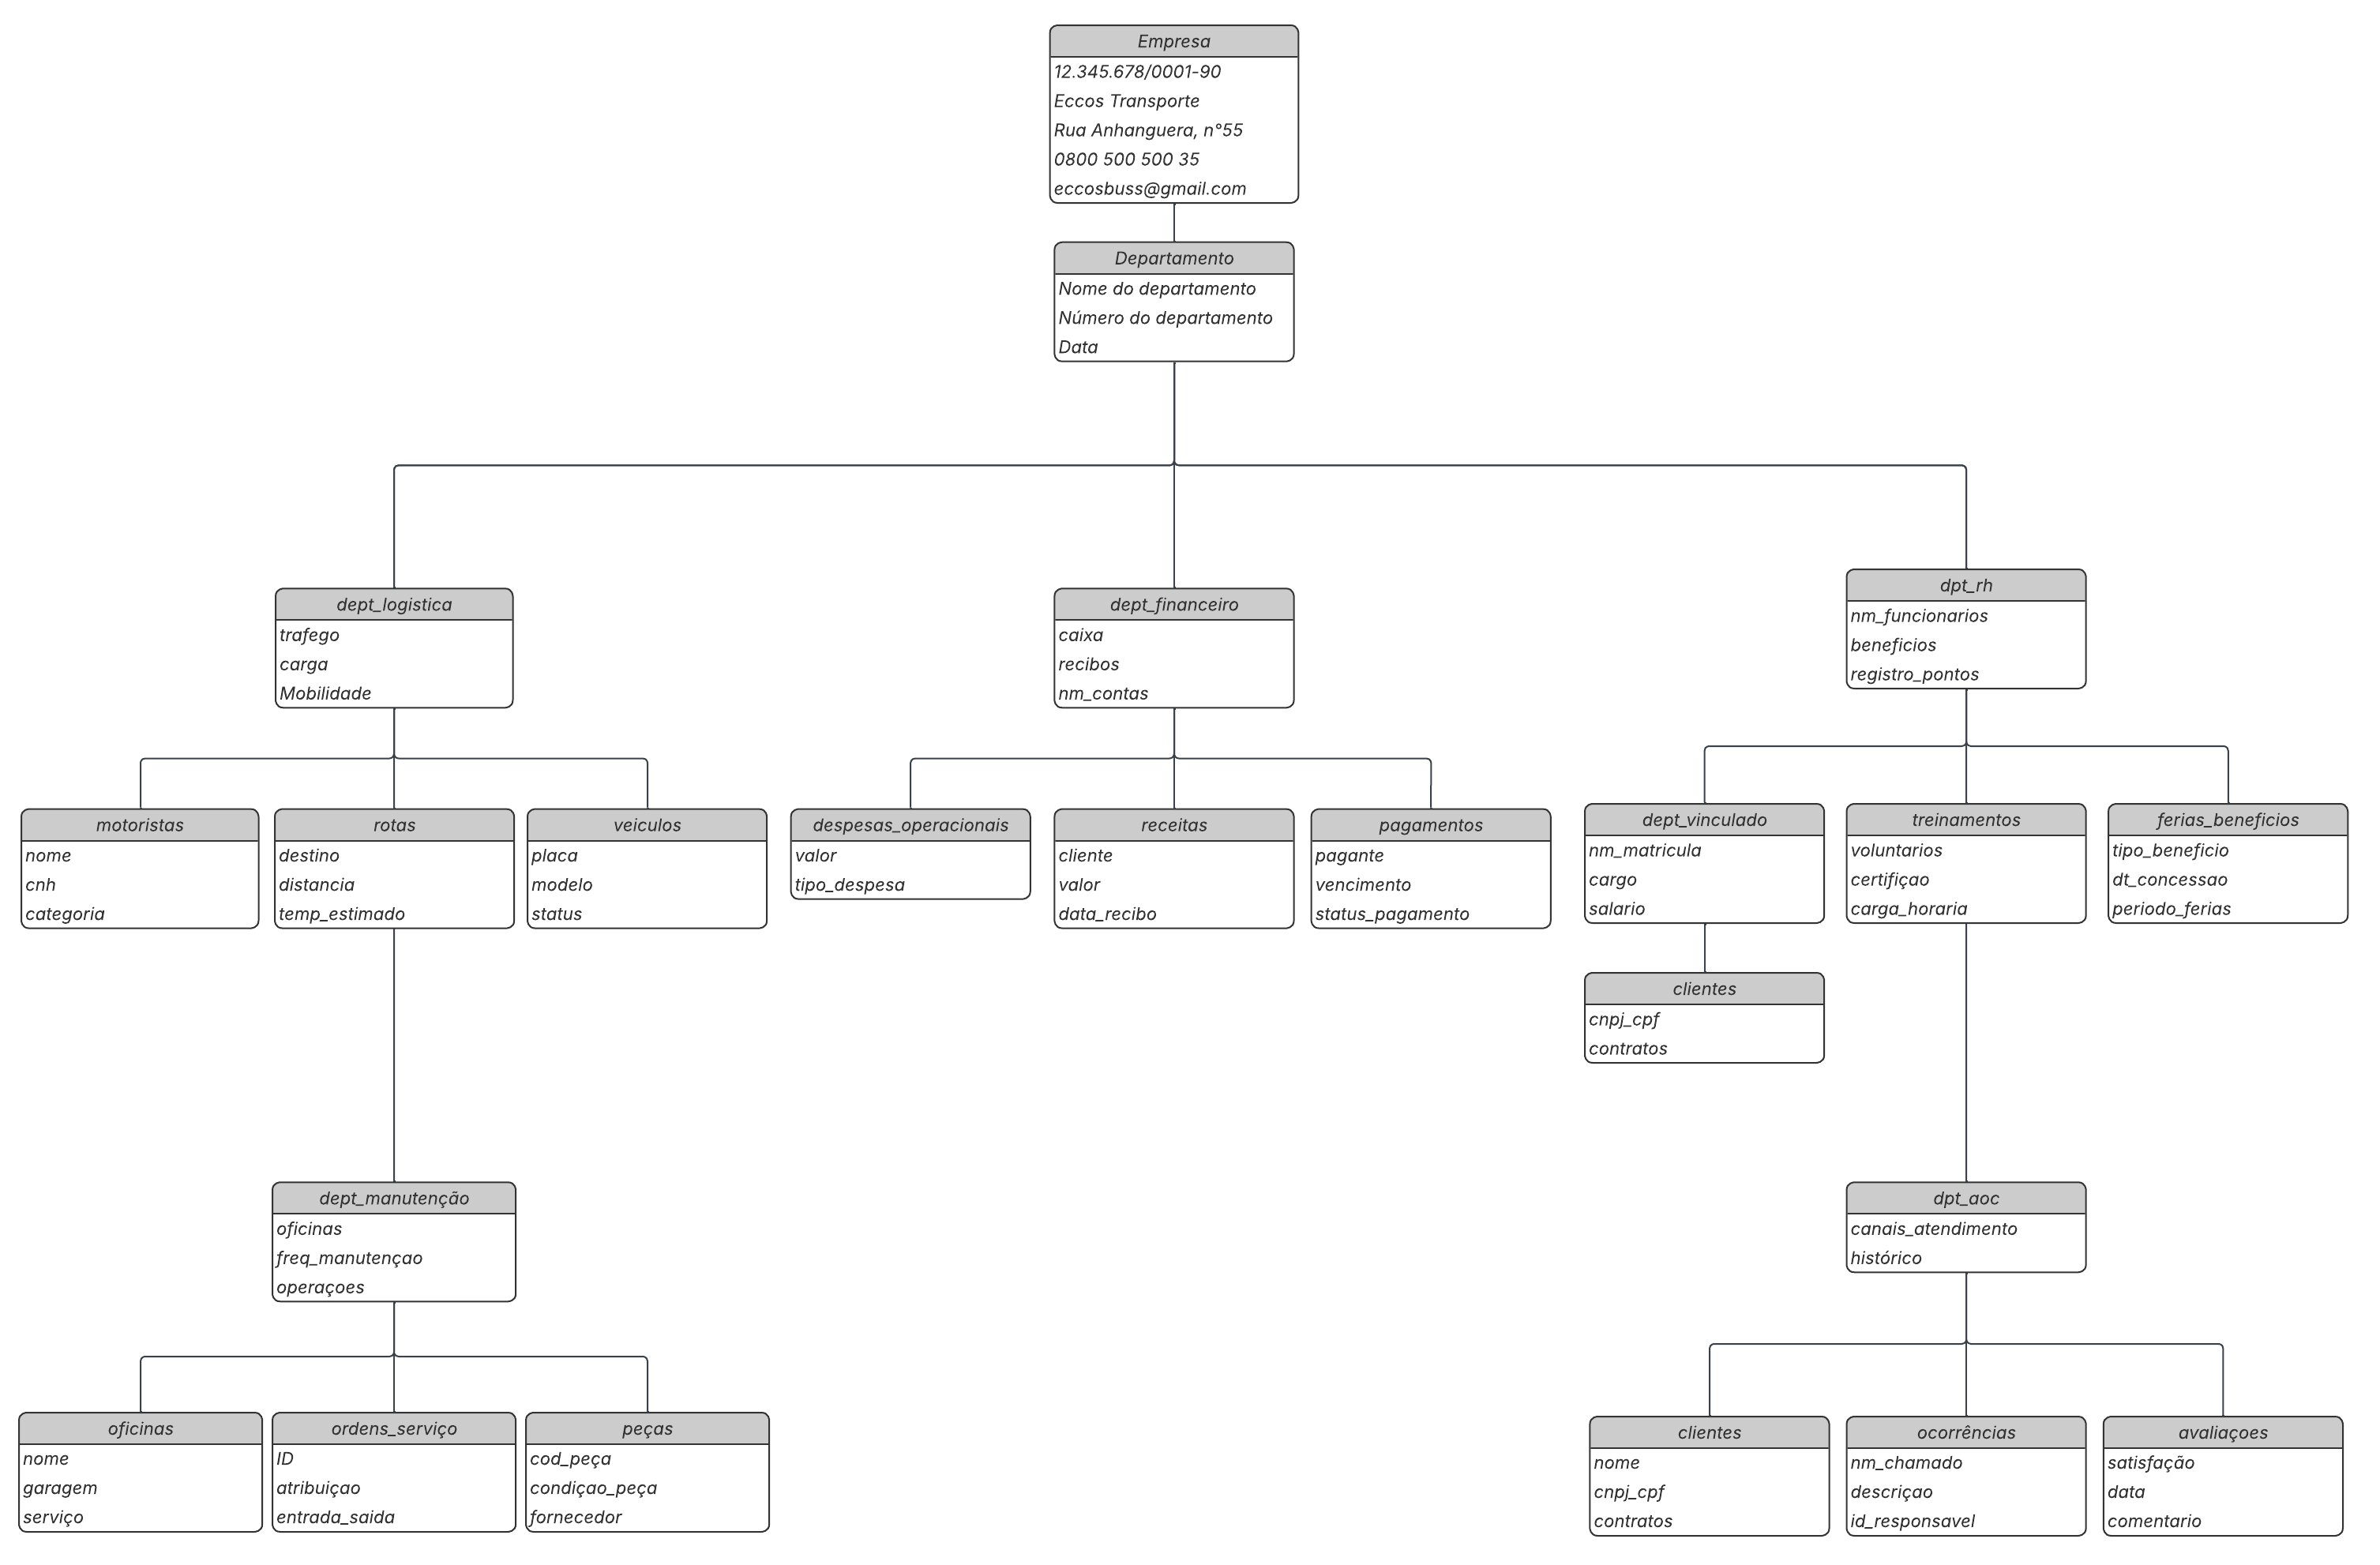 Empresa
12.345.678/0001-90
Eccos Transporte
Rua Anhanguera, n°55
0800 500 500 35
eccosbuss@gmail.com
Departamento
Nome do departamento
Número do departamento
Data
dept_logistica
trafego
carga
Mobilidade
dept_financeiro
caixa
recibos
nm_contas
dpt_rh
nm_funcionarios
beneficios
registro_pontos
motoristas
nome
cnh
categoria
rotas
destino
distancia
temp_estimado
veiculos
placa
modelo
status
despesas_operacionais
valor
tipo_despesa
receitas
cliente
valor
data_recibo
pagamentos
pagante
vencimento
status_pagamento
dept_vinculado
nm_matricula
cargo
salario
treinamentos
voluntarios
certifiçao
carga_horaria
ferias_beneficios
tipo_beneficio
dt_concessao
periodo_ferias
clientes
cnpj_cpf
contratos
dept_manutenção
oficinas
freq_manutençao
operaçoes
dpt_aoc
canais_atendimento
histórico
oficinas
nome
garagem
serviço
ordens_serviço
ID
atribuiçao
entrada_saida
peças
cod_peça
condiçao_peça
fornecedor
clientes
nome
cnpj_cpf
contratos
ocorrências
nm_chamado
descriçao
id_responsavel
avaliaçoes
satisfação
data
comentario